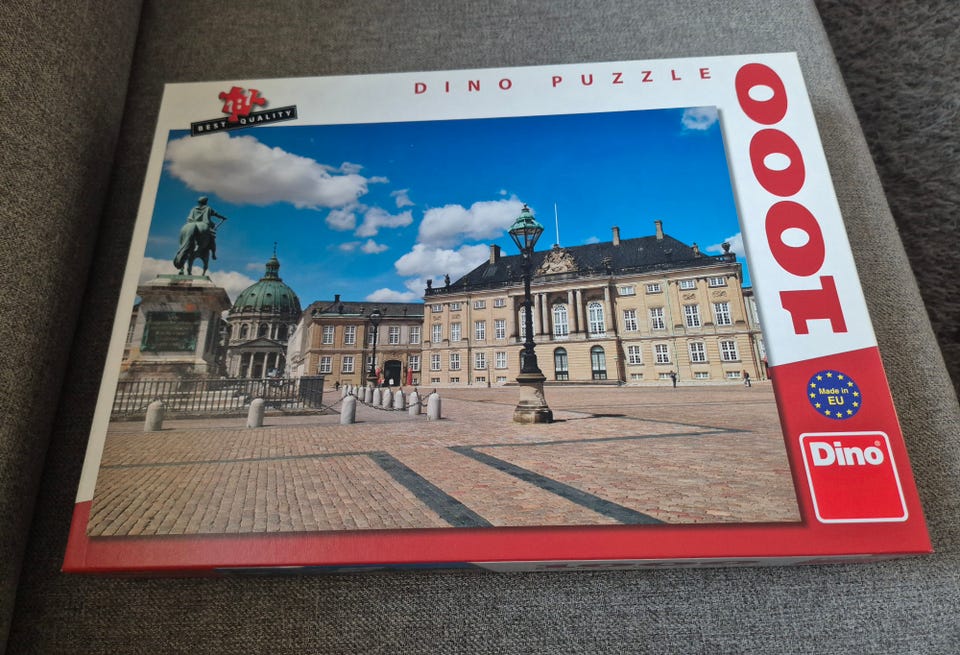 DINO PUZZLE
BEST QUALITY
1000
Made in
EU
Dino®